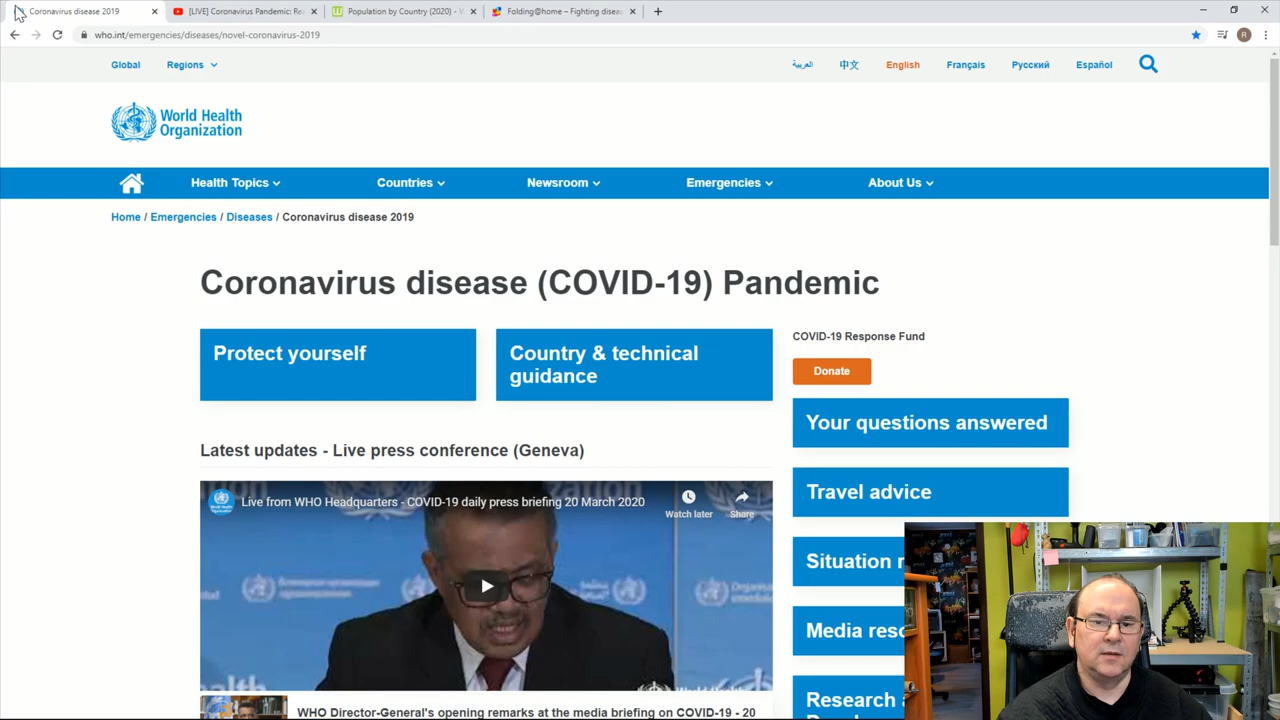 Coronavirus disease 2019
[LIVE] Coronavirus Pandemic: Re
Population by Country (2020) - W
Folding@home – Fighting diseas
who.int/emergencies/diseases/novel-coronavirus-2019
R
Global
Regions
العربية
中文
English
Français
Русский
Español
World Health
Organization
Health Topics
Countries
Newsroom
Emergencies
About Us
Home / Emergencies / Diseases / Coronavirus disease 2019
Coronavirus disease (COVID-19) Pandemic
Protect yourself
Country & technical
guidance
COVID-19 Response Fund
Donate
Your questions answered
Latest updates - Live press conference (Geneva)
Travel advice
Live from WHO Headquarters - COVID-19 daily press briefing 20 March 2020
Watch later
Share
Situation r
Media reso
Research a
WHO Director-General's opening remarks at the media briefing on COVID-19 - 20